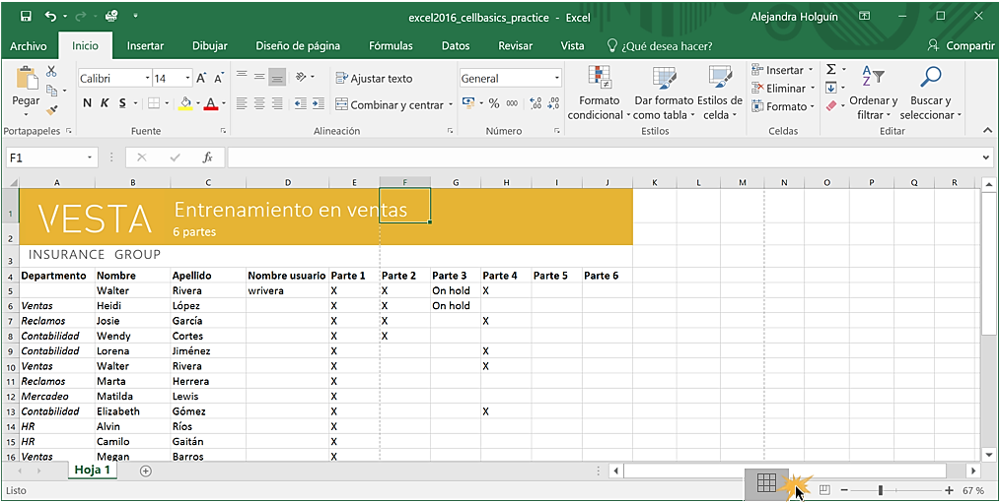 excel2016_cellbasics_practice - Excel
Alejandra Holguín
Archivo Inicio Insertar Dibujar Diseño de página Fórmulas Datos Revisar Vista ¿Qué desea hacer? Compartir
Pegar
Calibri 14
N K S
Ajustar texto
Combinar y centrar
General
% 000
Formato condicional
Dar formato como tabla
Estilos de celda
Insertar
Eliminar
Formato
Ordenar y filtrar
Buscar y seleccionar
Portapapeles Fuente Alineación Número Estilos Celdas Editar
F1 fx
A B C D E F G H I J K L M N O P Q R
1 VESTA Entrenamiento en ventas
2 6 partes
3 INSURANCE GROUP
4 Departmento Nombre Apellido Nombre usuario Parte 1 Parte 2 Parte 3 Parte 4 Parte 5 Parte 6
5 Walter Rivera wrivera X X On hold X
6 Ventas Heidi López X X On hold
7 Reclamos Josie García X X X
8 Contabilidad Wendy Cortes X X
9 Contabilidad Lorena Jiménez X X
10 Ventas Walter Rivera X X
11 Reclamos Marta Herrera X
12 Mercadeo Matilda Lewis X
13 Contabilidad Elizabeth Gómez X X
14 HR Alvin Ríos X
15 HR Camilo Gaitán X
16 Ventas Megan Barros X
Hoja 1
Listo 67 %